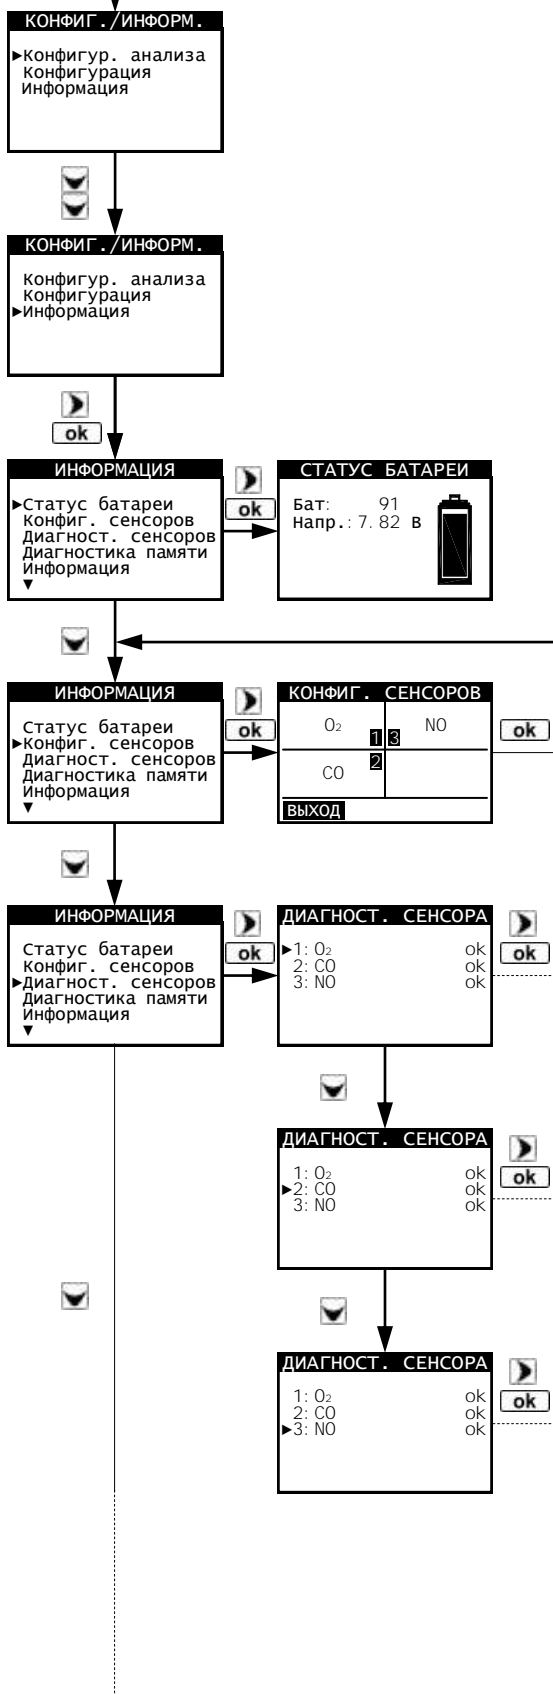 КОНФИГ./ИНФОРМ.
►Конфигур. анализа
Конфигурация
Информация
КОНФИГ./ИНФОРМ.
Конфигур. анализа
Конфигурация
►Информация
ok
ИНФОРМАЦИЯ
►Статус батареи
Конфиг. сенсоров
Диагност. сенсоров
Диагностика памяти
Информация
▼
ok
СТАТУС БАТАРЕИ
Бат: 91
Напр.: 7.82 В
ИНФОРМАЦИЯ
Статус батареи
►Конфиг. сенсоров
Диагност. сенсоров
Диагностика памяти
Информация
▼
ok
КОНФИГ. СЕНСОРОВ
O₂ 1 3 NO
CO 2
ВЫХОД
ok
ИНФОРМАЦИЯ
Статус батареи
Конфиг. сенсоров
►Диагност. сенсоров
Диагностика памяти
Информация
▼
ok
ДИАГНОСТ. СЕНСОРА
►1: O₂ ok
2: CO ok
3: NO ok
ok
ДИАГНОСТ. СЕНСОРА
1: O₂ ok
►2: CO ok
3: NO ok
ok
ДИАГНОСТ. СЕНСОРА
1: O₂ ok
2: CO ok
►3: NO ok
ok